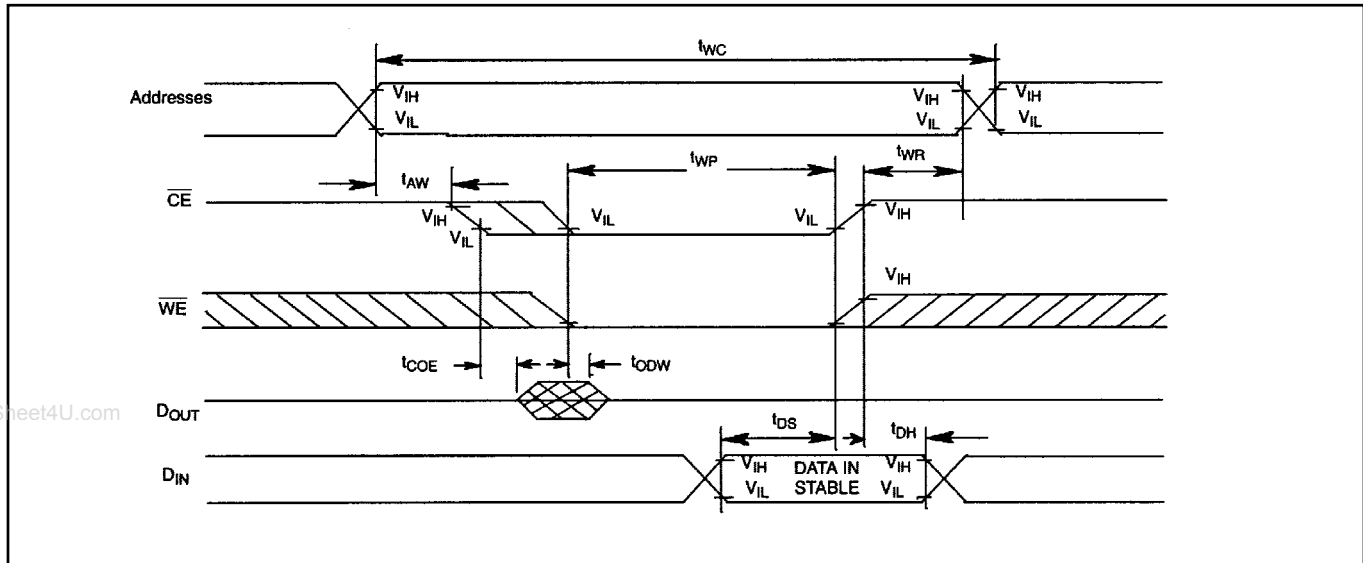 tWC
Addresses
VIH
VIL
VIH
VIL
VIH
VIL
tAW
tWP
tWR
CE
VIH
VIL
VIL
VIL
VIH
WE
VIH
tCOE
tODW
DOUT
tDS
tDH
DIN
VIH
VIL
DATA IN
STABLE
VIH
VIL
Sheet4U.com